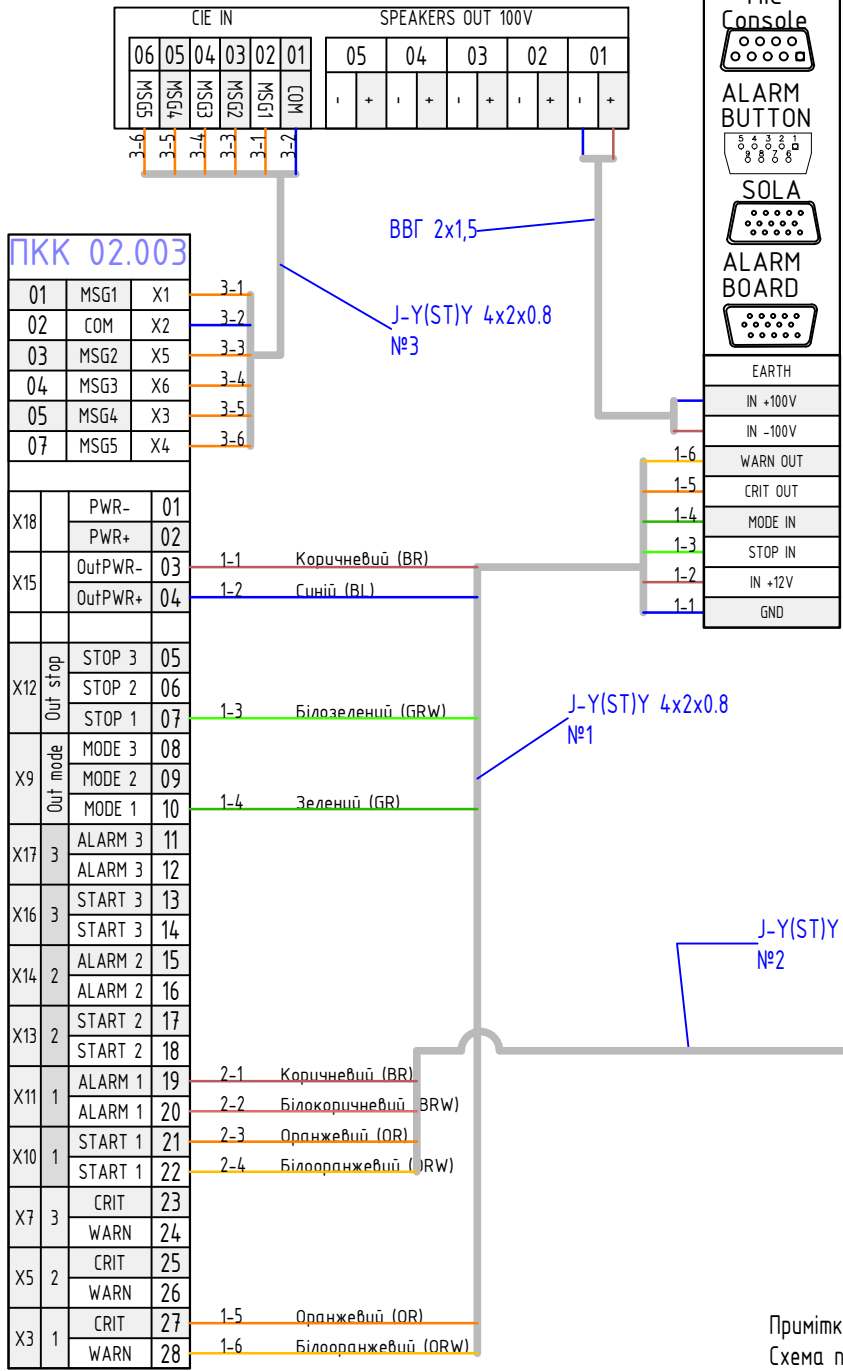 CIE IN
SPEAKERS OUT 100V
06 05 04 03 02 01
05 04 03 02 01
MSG5 MSG4 MSG3 MSG2 MSG1 COM
- + - + - + - + - +
3-6 3-5 3-4 3-3 3-1 3-2
Console
ALARM
BUTTON
5 4 3 2 1
9 8 7 6
SOLA
ALARM
BOARD
EARTH
IN +100V
IN -100V
1-6 WARN OUT
1-5 CRIT OUT
1-4 MODE IN
1-3 STOP IN
1-2 IN +12V
1-1 GND
ВВГ 2х1,5
J-Y(ST)Y 4x2x0.8
№3
ПКК 02.003
01 MSG1 X1 3-1
02 COM X2 3-2
03 MSG2 X5 3-3
04 MSG3 X6 3-4
05 MSG4 X3 3-5
07 MSG5 X4 3-6
X18 PWR- 01
PWR+ 02
X15 OutPWR- 03 1-1 Коричневий (BR)
OutPWR+ 04 1-2 Синій (BL)
X12 Out stop STOP 3 05
STOP 2 06
STOP 1 07 1-3 Білозелений (GRW)
X9 Out mode MODE 3 08
MODE 2 09
MODE 1 10 1-4 Зелений (GR)
X17 3 ALARM 3 11
ALARM 3 12
X16 3 START 3 13
START 3 14
X14 2 ALARM 2 15
ALARM 2 16
X13 2 START 2 17
START 2 18
X11 1 ALARM 1 19 2-1 Коричневий (BR)
ALARM 1 20 2-2 Білокоричневий BRW)
X10 1 START 1 21 2-3 Оранжевий (OR)
START 1 22 2-4 Білооранжевий (ORW)
X7 3 CRIT 23
WARN 24
X5 2 CRIT 25
WARN 26
X3 1 CRIT 27 1-5 Оранжевий (OR)
WARN 28 1-6 Білооранжевий (ORW)
J-Y(ST)Y 4x2x0.8
№1
J-Y(ST)Y
№2
Примітк
Схема п